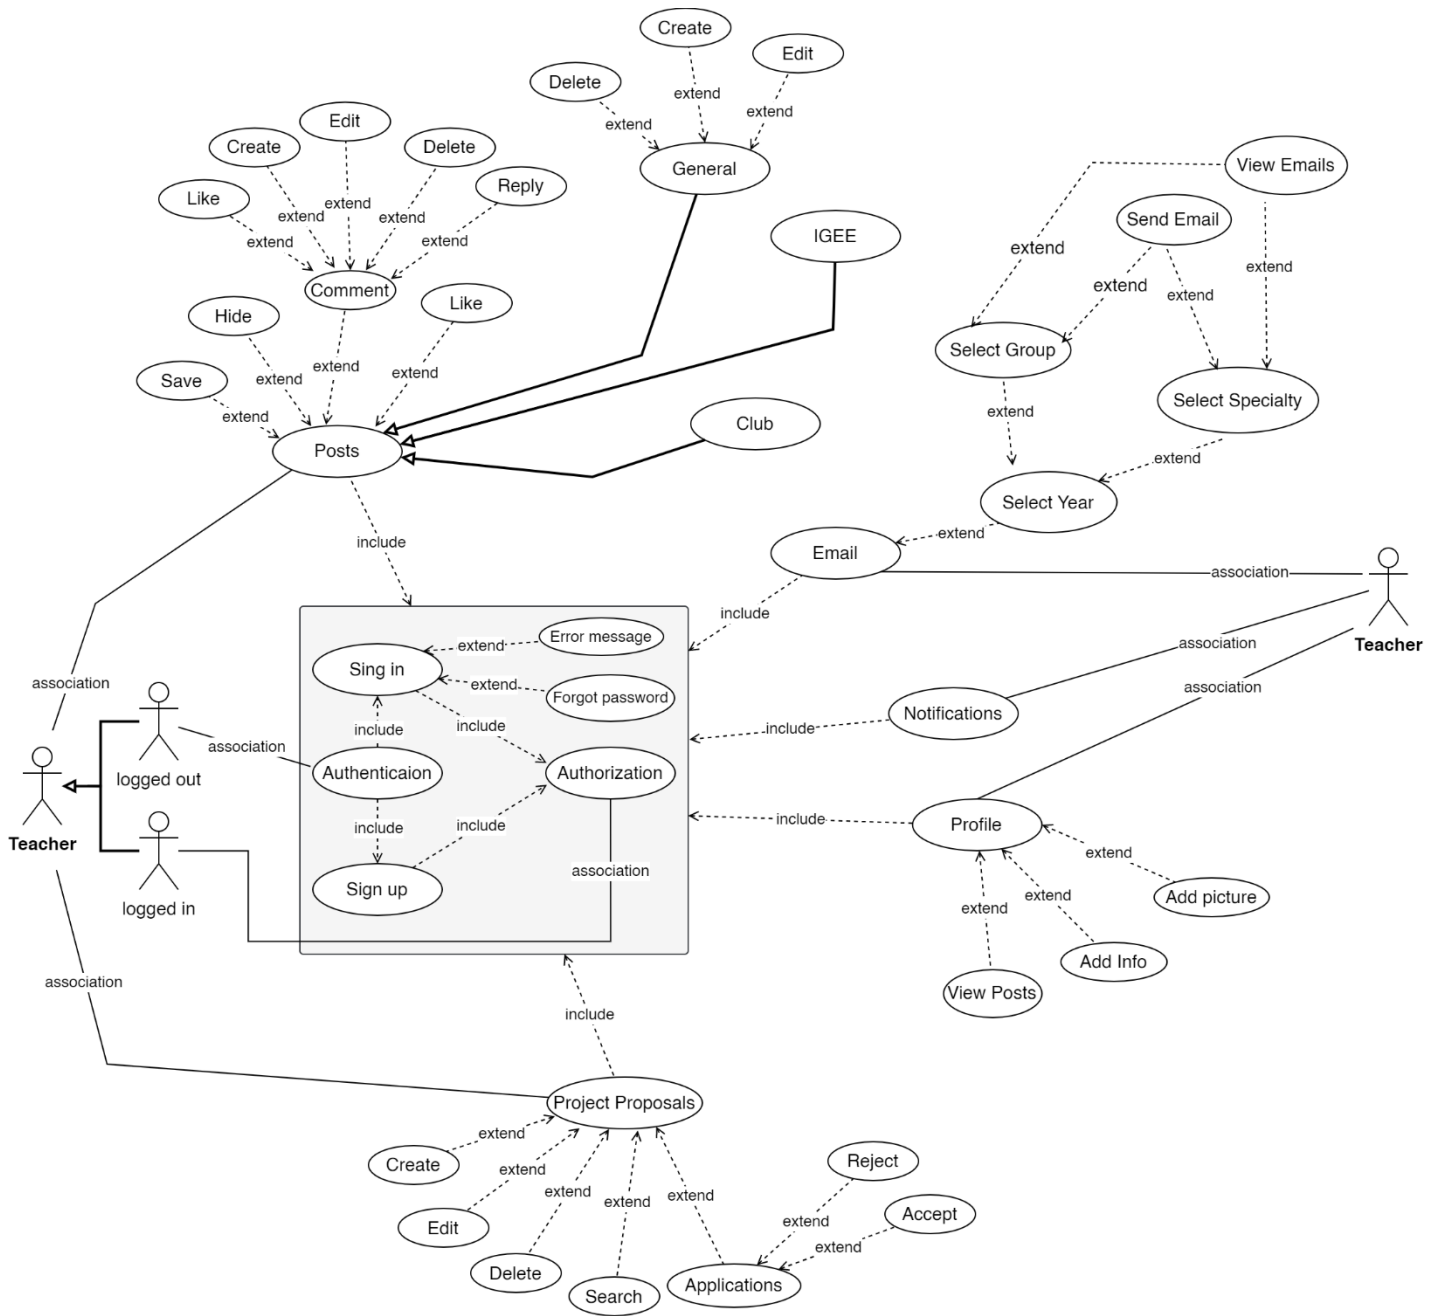 Create
Edit
Delete
extend
extend
extend
General
Edit
Create
Delete
Like
Reply
extend
extend
extend
extend
extend
Comment
View Emails
Send Email
IGEE
extend
extend
extend
extend
Hide
Like
Save
extend
extend
extend
extend
Select Group
Select Specialty
Posts
Club
extend
extend
Select Year
include
Email
extend
association
include
Teacher
Error message
extend
Sing in
extend
Forgot password
association
association
association
Notifications
include
include
include
association
logged out
Authenticaion
Authorization
include
include
include
Profile
Teacher
association
Sign up
logged in
extend
Add picture
extend
extend
Add Info
View Posts
association
include
Project Proposals
extend
Create
extend
Edit
extend
Delete
extend
Search
extend
Applications
Reject
extend
Accept
extend